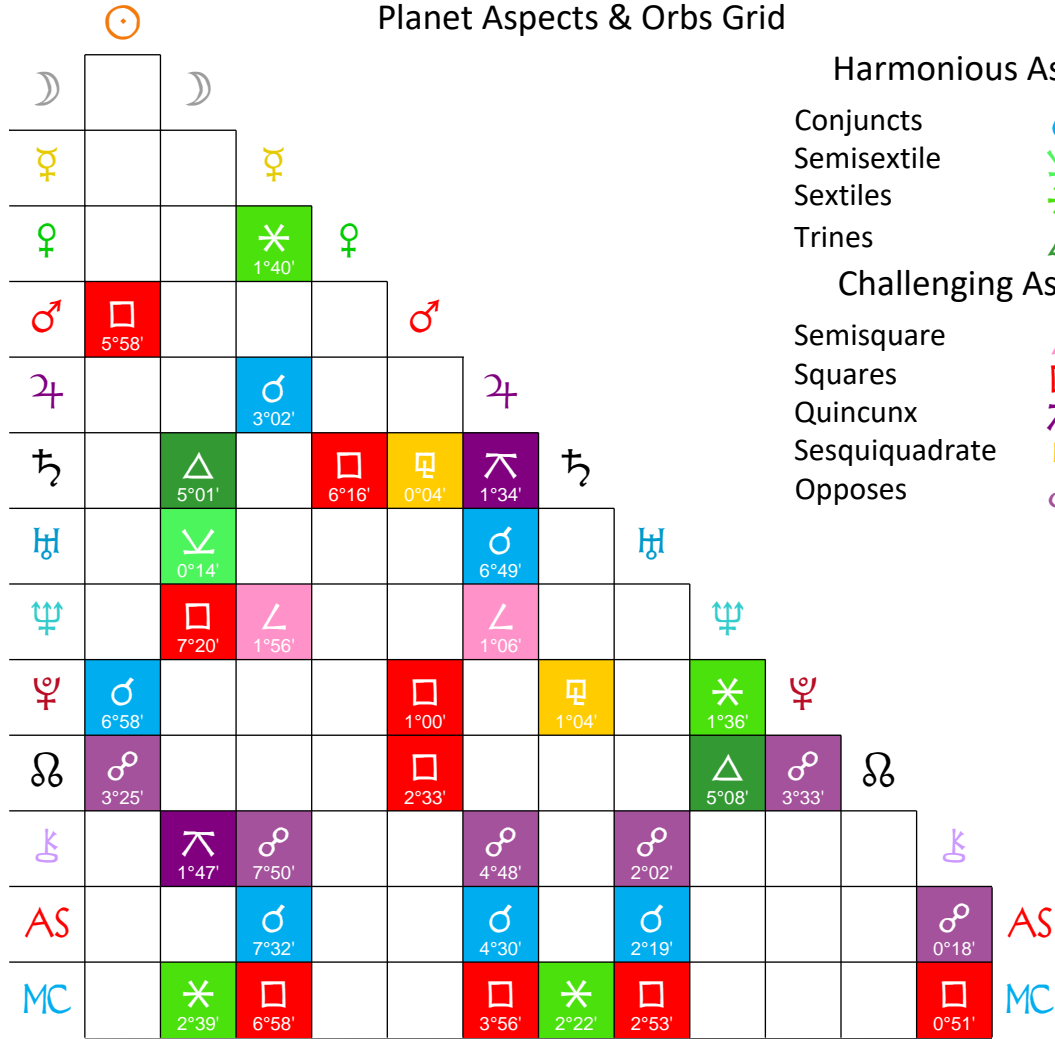 Planet Aspects & Orbs Grid
Harmonious As
Conjuncts
Semisextile
Sextiles
Trines
Challenging As
Semisquare
Squares
Quincunx
Sesquiquadrate
Opposes
1°40'
5°58'
3°02'
5°01' 6°16' 0°04' 1°34'
0°14' 6°49'
7°20' 1°56' 1°06'
6°58' 1°00' 1°04' 1°36'
3°25' 2°33' 5°08' 3°33'
1°47' 7°50' 4°48' 2°02'
AS 7°32' 4°30' 2°19' 0°18' AS
MC 2°39' 6°58' 3°56' 2°22' 2°53' 0°51' MC